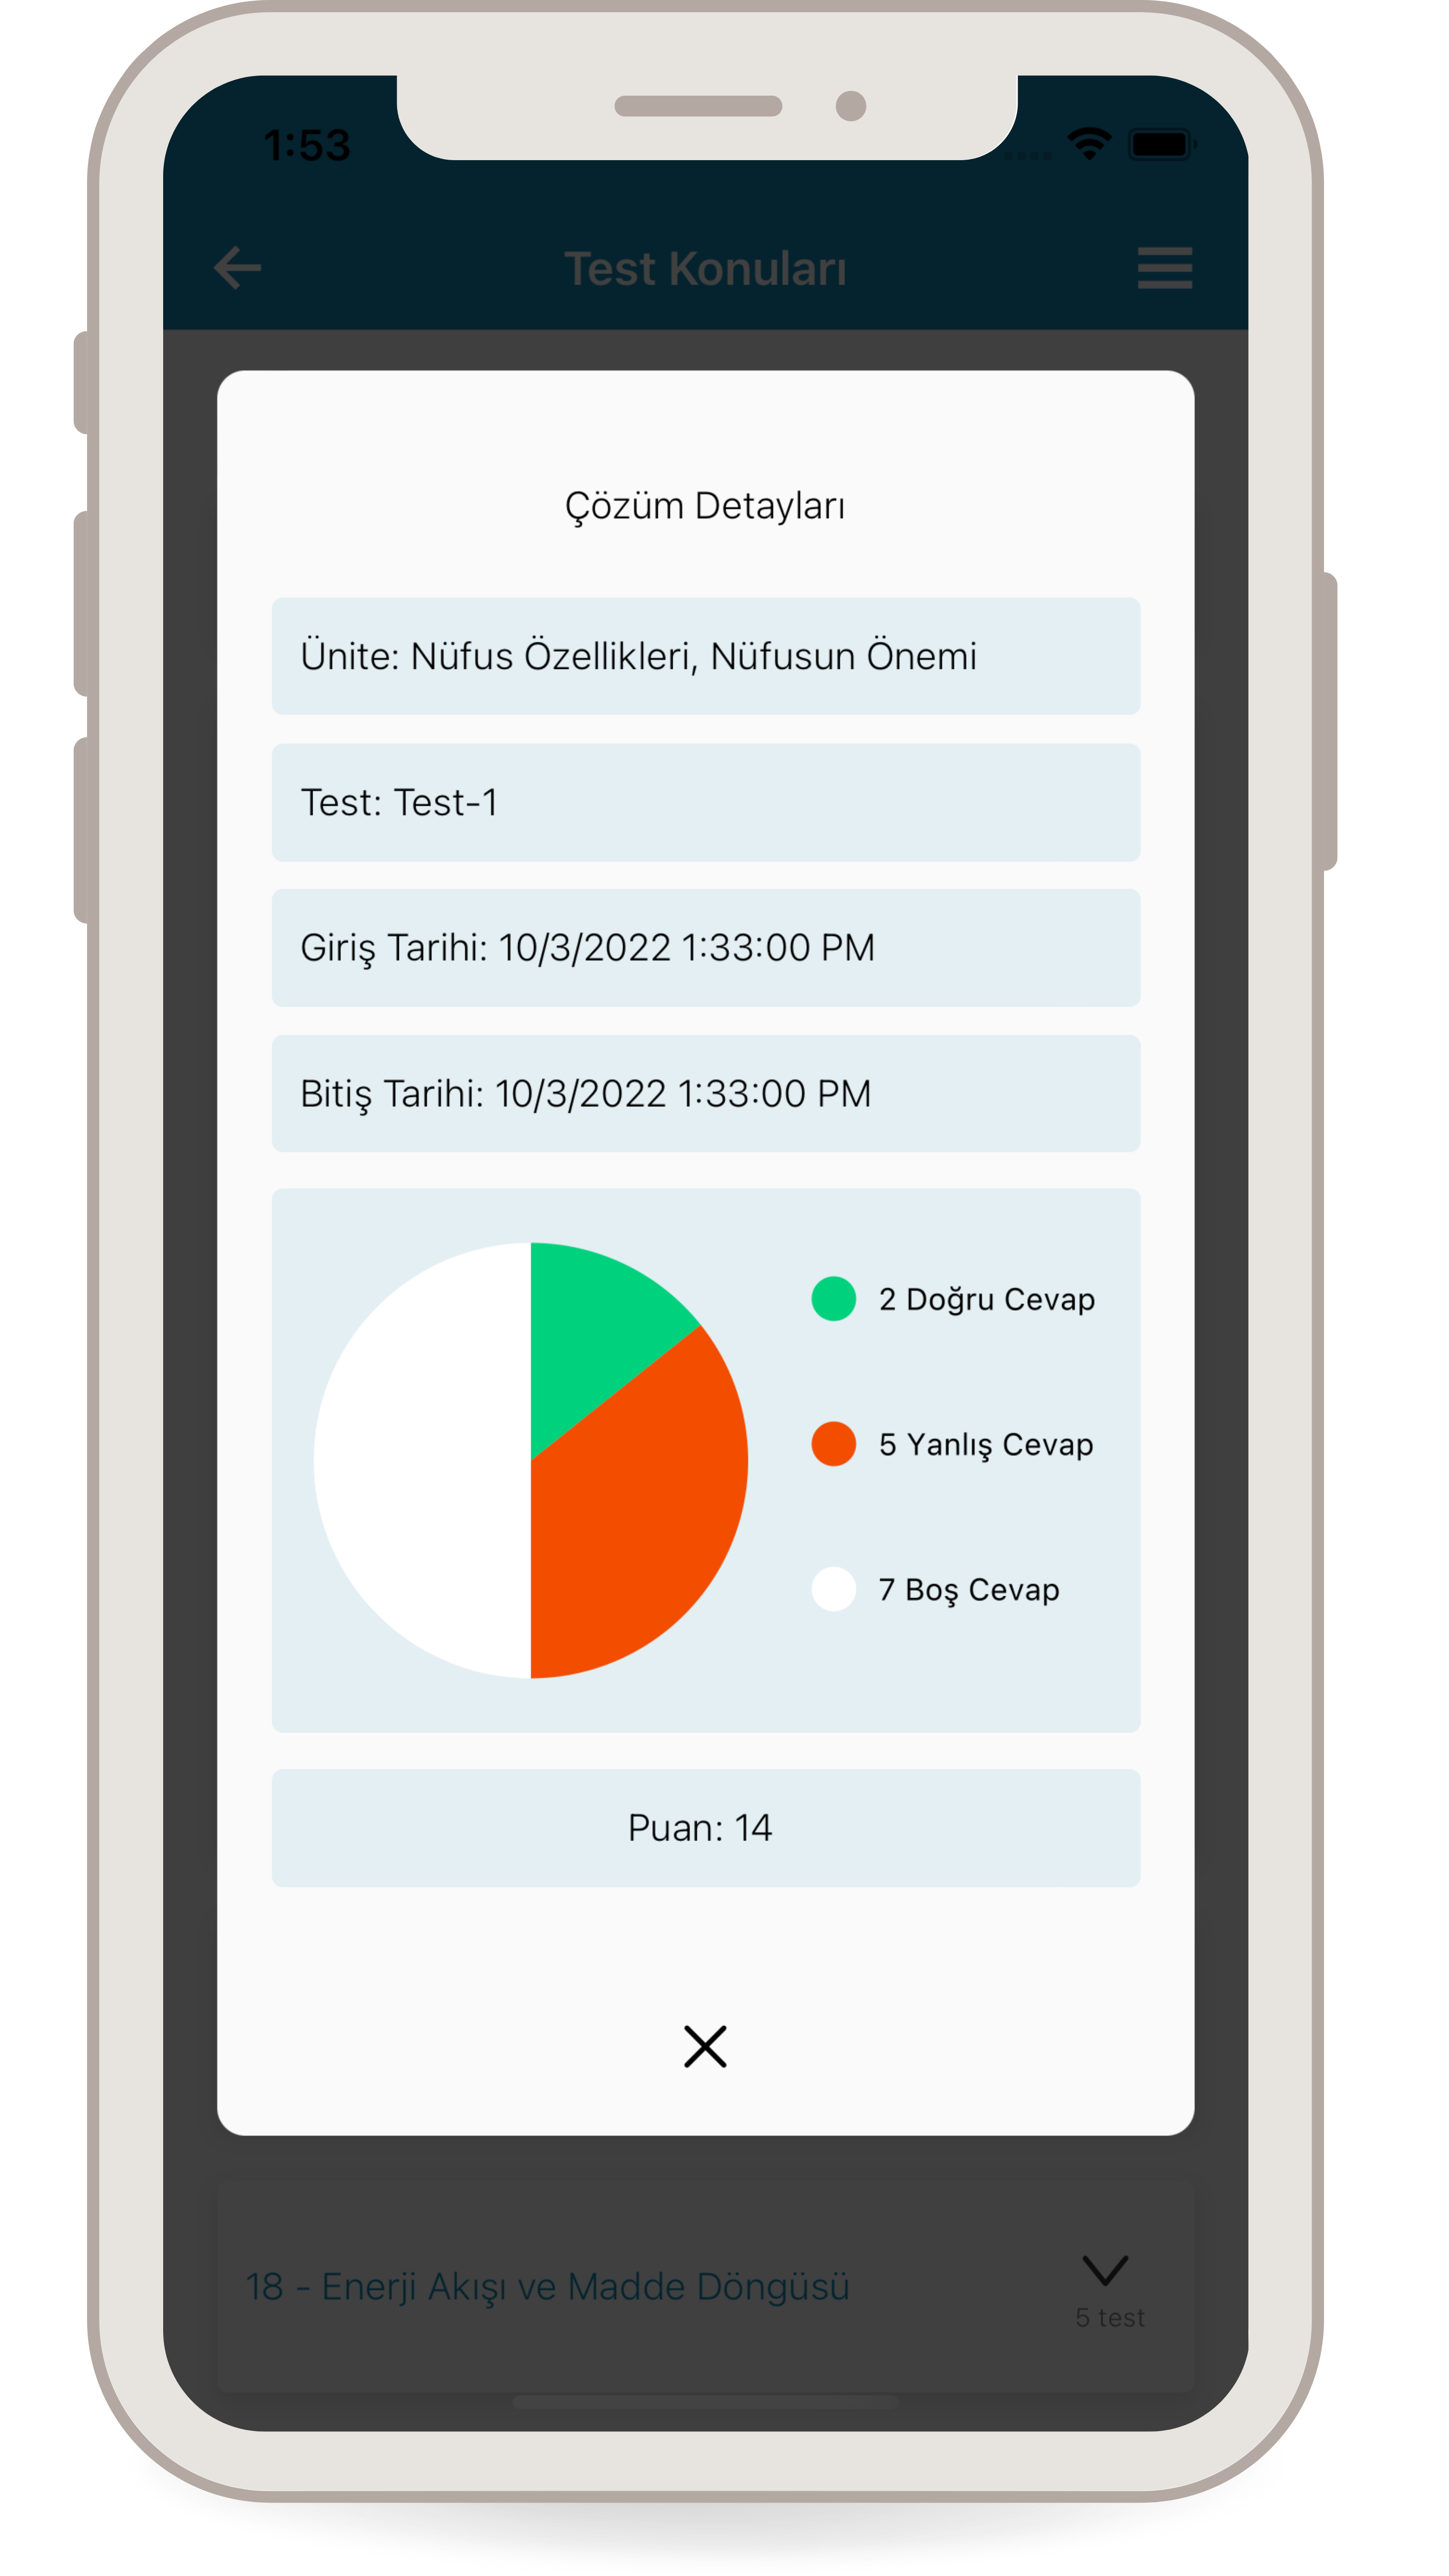 1:53
Test Konuları
Çözüm Detayları
Ünite: Nüfus Özellikleri, Nüfusun Önemi
Test: Test-1
Giriş Tarihi: 10/3/2022 1:33:00 PM
Bitiş Tarihi: 10/3/2022 1:33:00 PM
2 Doğru Cevap
5 Yanlış Cevap
7 Boş Cevap
Puan: 14
18 - Enerji Akışı ve Madde Döngüsü
5 test